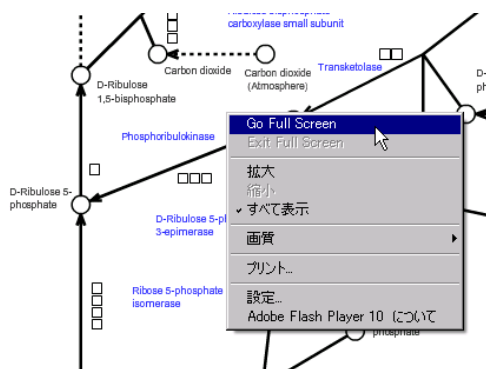 carboxylase small subunit
Carbon dioxide
Carbon dioxide
(Atmosphere)
Transketolase
D-
ph
D-Ribulose
1,5-bisphosphate
Phosphoribulokinase
D-Ribulose 5-
phosphate
D-Ribulose 5-pl
3-epimerase
Ribose 5-phosphate
isomerase
Go Full Screen
Exit Full Screen
拡大
縮小
すべて表示
画質
プリント...
設定...
Adobe Flash Player 10 について
phosphate